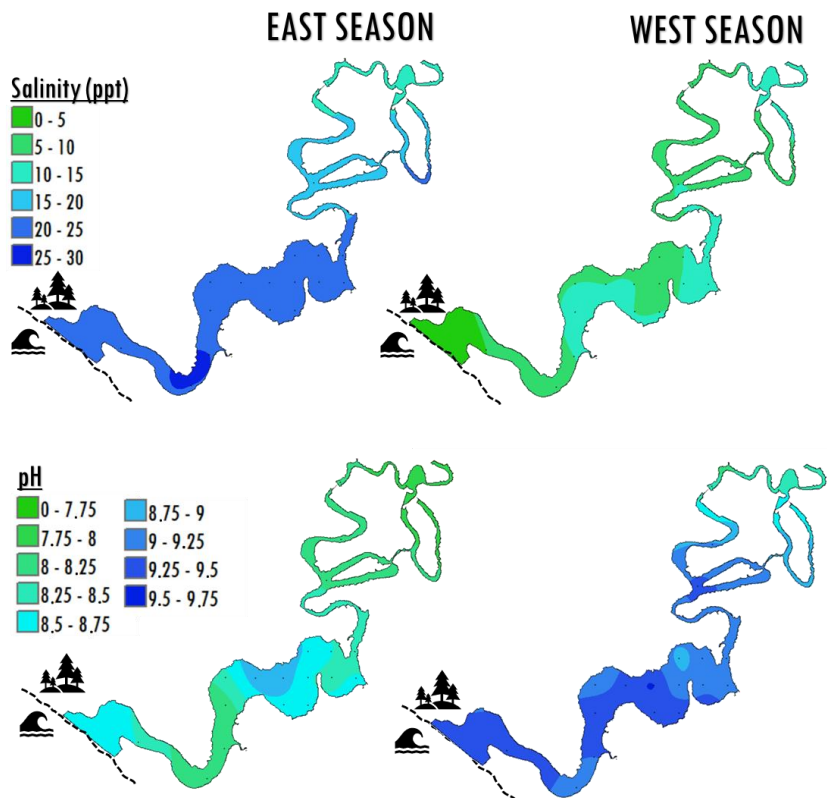 EAST SEASON
WEST SEASON
Salinity (ppt)
0 - 5
5 - 10
10 - 15
15 - 20
20 - 25
25 - 30
pH
0 - 7,75
7,75 - 8
8 - 8,25
8,25 - 8,5
8,5 - 8,75
8,75 - 9
9 - 9,25
9,25 - 9,5
9,5 - 9,75